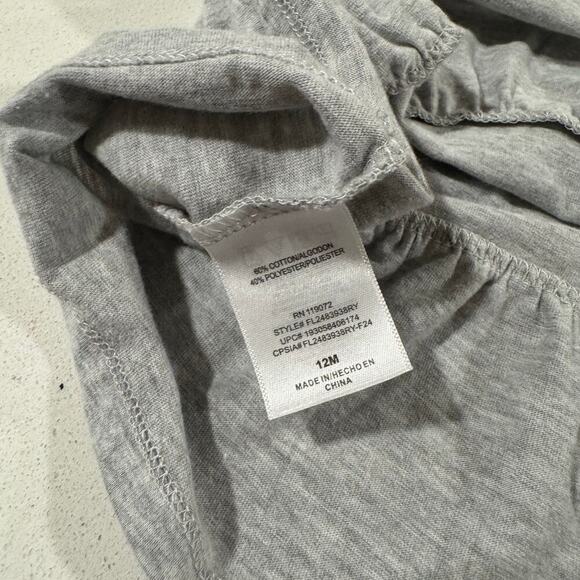 60% COTTON/ALGODON
40% POLYESTER/POLIESTER
RN 119072
STYLE# FL2483938RY
UPC# 193058406174
CPSIA# FL2483938RY-F24
12M
MADE IN/HECHO EN
CHINA